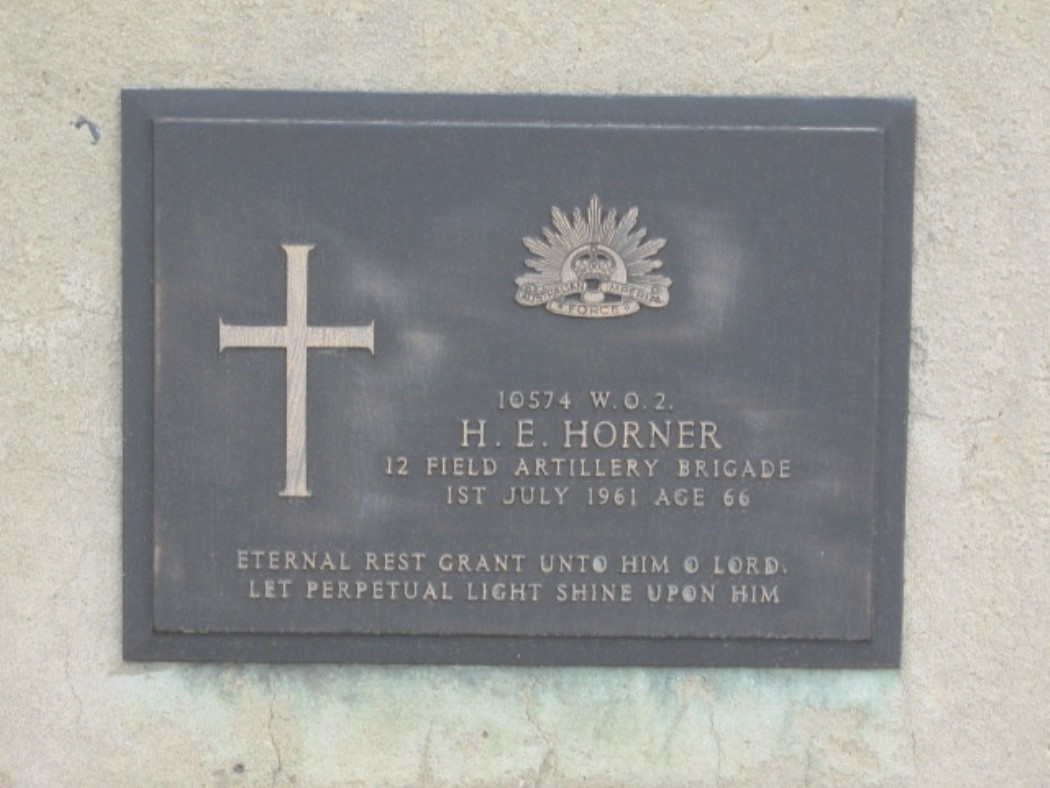 AUSTRALIAN IMPERIAL
FORCE
10574 W.O.2.
H. E. HORNER
12 FIELD ARTILLERY BRIGADE
1ST JULY 1961 AGE 66
ETERNAL REST GRANT UNTO HIM O LORD.
LET PERPETUAL LIGHT SHINE UPON HIM